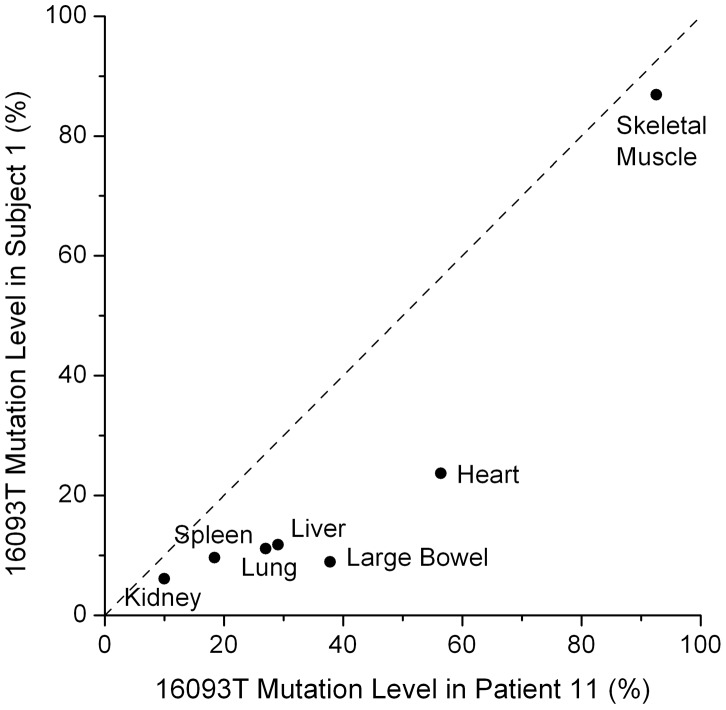 100
80
60
40
20
0
16093T Mutation Level in Subject 1 (%)
Skeletal
Muscle
Heart
Spleen
Liver
Lung
Large Bowel
Kidney
0
20
40
60
80
100
16093T Mutation Level in Patient 11 (%)